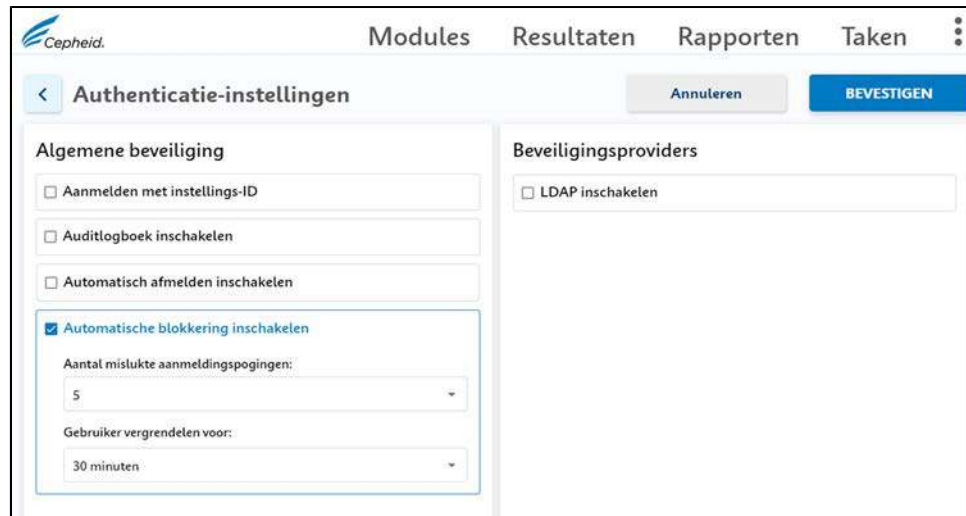 Cepheid.
Modules Resultaten Rapporten Taken
Authenticatie-instellingen
Annuleren
BEVESTIGEN
Algemene beveiliging
Aanmelden met instellings-ID
Auditlogboek inschakelen
Automatisch afmelden inschakelen
Automatische blokkering inschakelen
Aantal mislukte aanmeldingspogingen:
5
Gebruiker vergrendelen voor:
30 minuten
Beveiligingsproviders
LDAP inschakelen